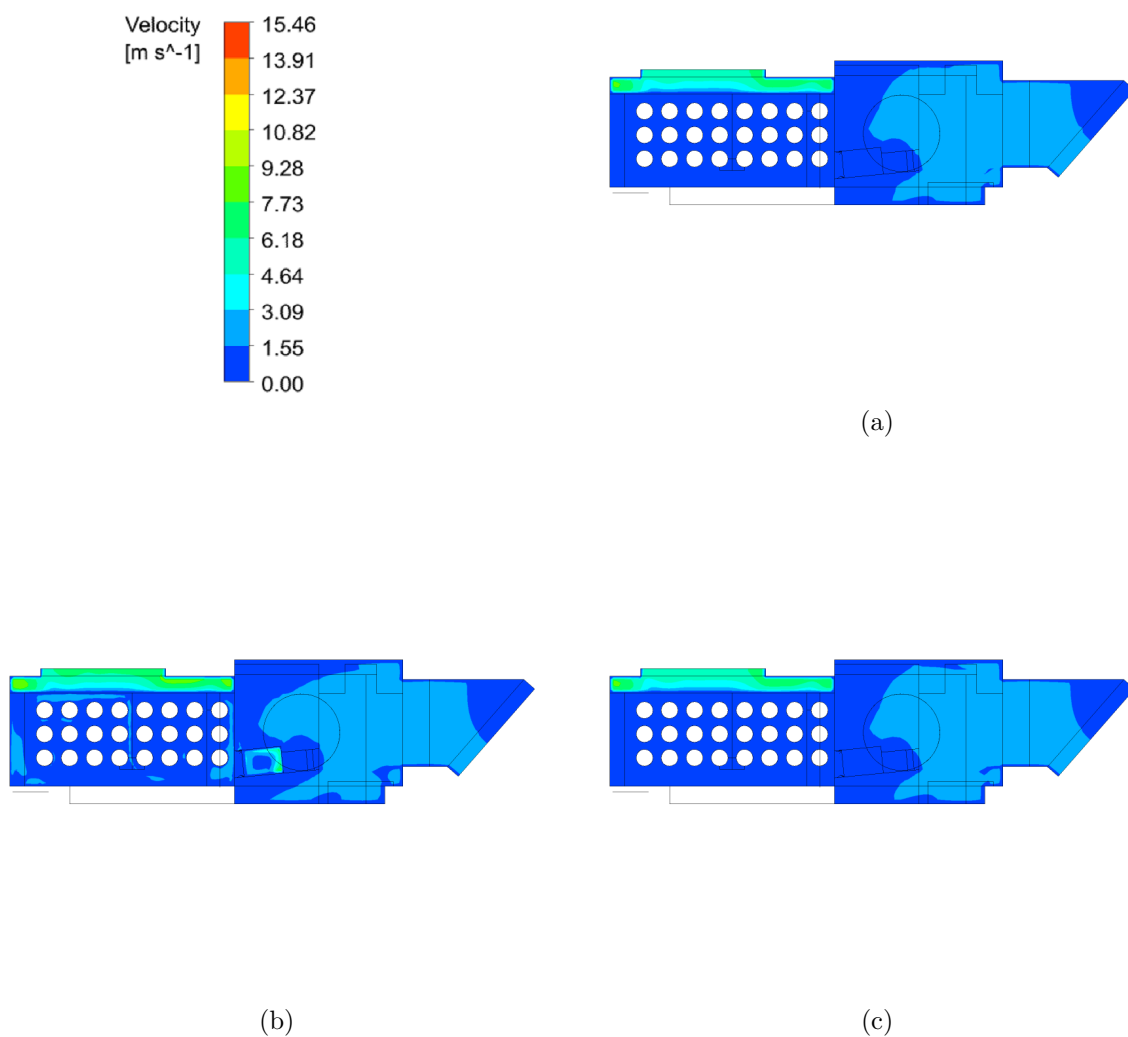 Velocity
[m s^-1]
15.46
13.91
12.37
10.82
9.28
7.73
6.18
4.64
3.09
1.55
0.00
(a)
(b)
(c)